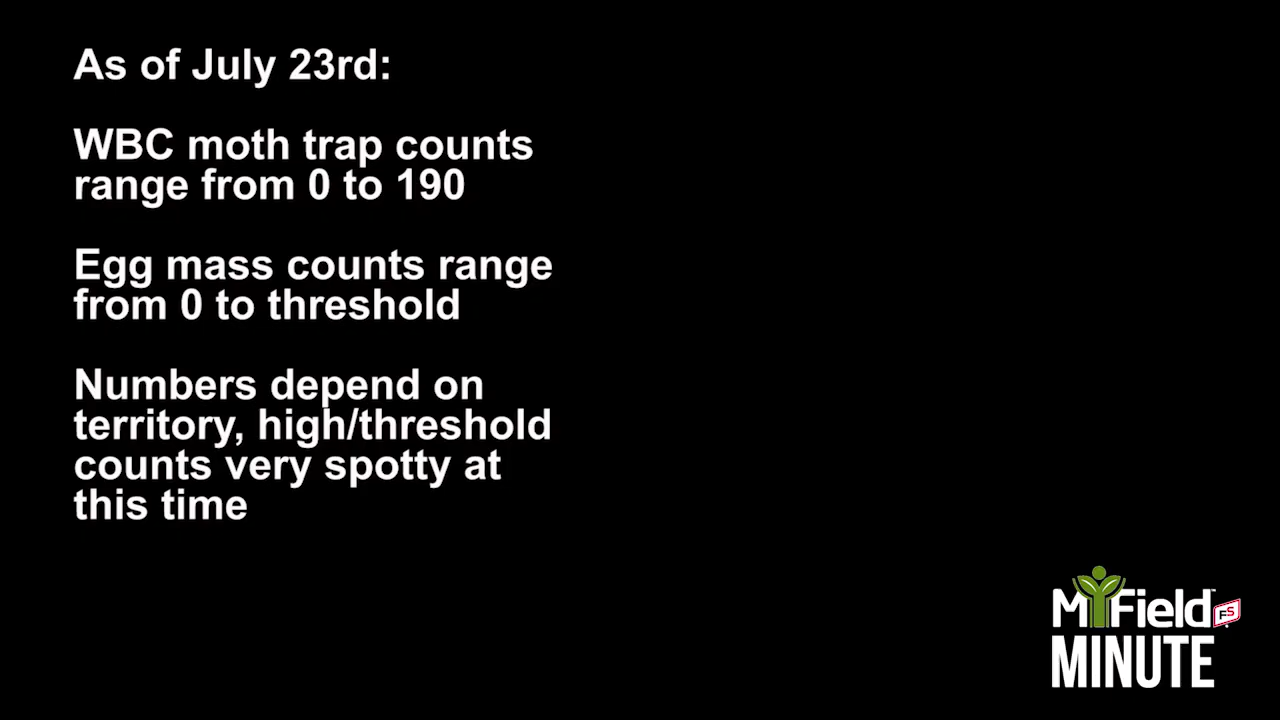 As of July 23rd:
WBC moth trap counts
range from 0 to 190
Egg mass counts range
from 0 to threshold
Numbers depend on
territory, high/threshold
counts very spotty at
this time
MyField™ FS
MINUTE